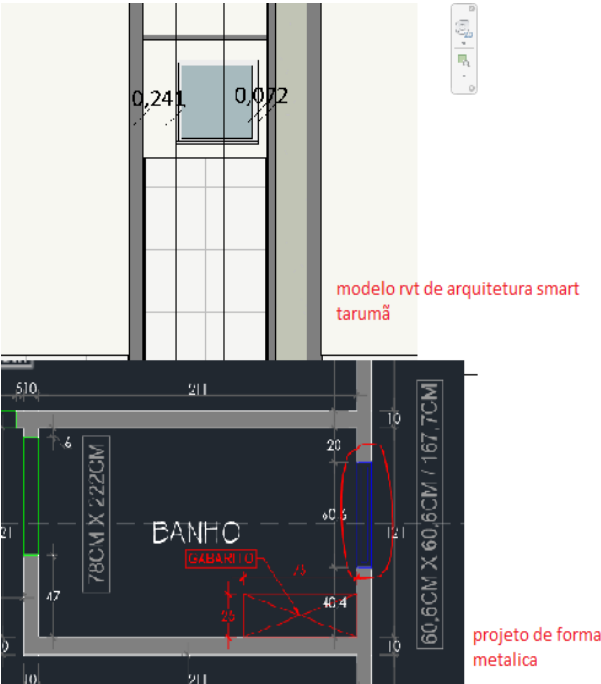 0,241
0,072
modelo rvt de arquitetura smart
tarumã
510
211
10
6
20
78CM X 222CM
60,6CM X 60,6CM / 167,7CM
21
60.6
121
BANHO
GABARITO
75
47
25
40.4
10
projeto de forma
metalica
10
211